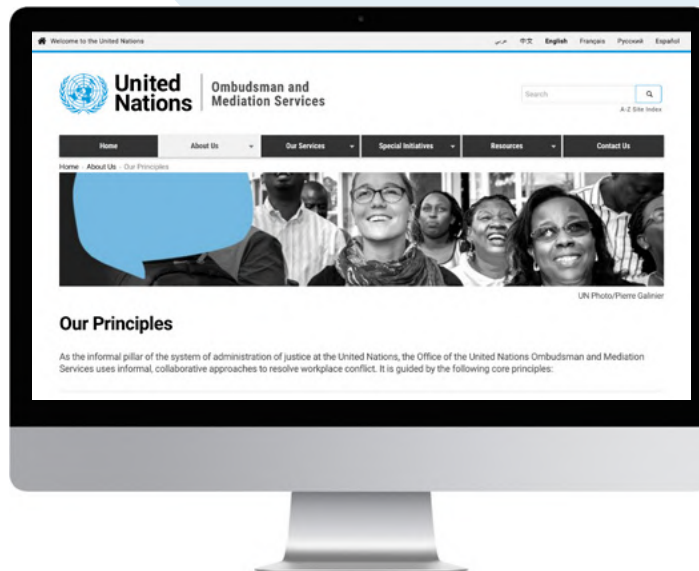 Welcome to the United Nations
عربي 中文 English Français Русский Español
United Nations
Ombudsman and Mediation Services
Search
A-Z Site Index
Home About Us Our Services Special Initiatives Resources Contact Us
Home About Us Our Principles
UN Photo/Pierre Galinier
Our Principles
As the informal pillar of the system of administration of justice at the United Nations, the Office of the United Nations Ombudsman and Mediation
Services uses informal, collaborative approaches to resolve workplace conflict. It is guided by the following core principles: